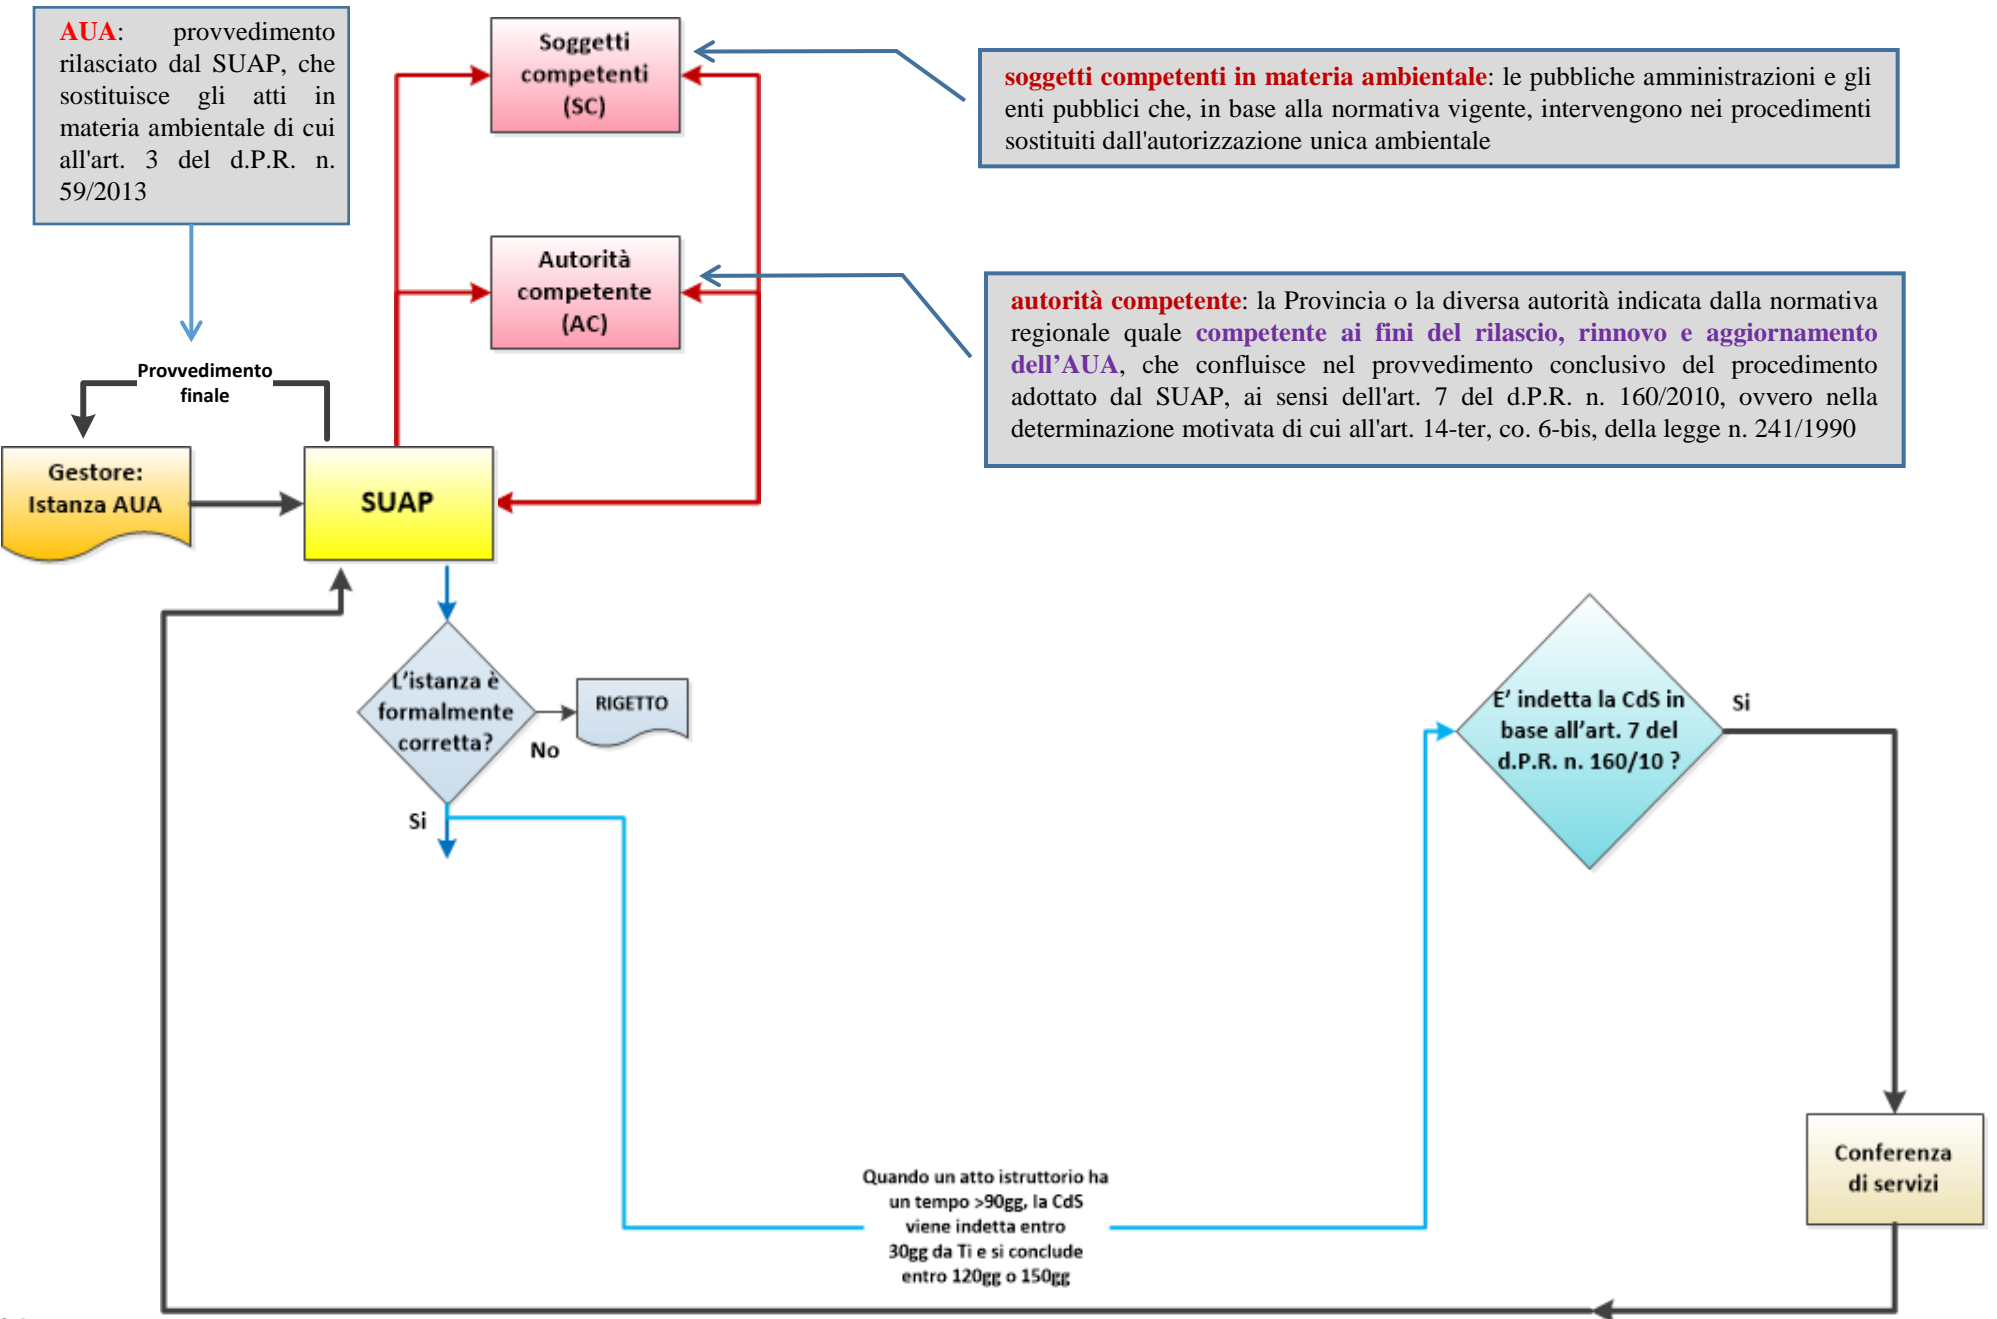 AUA: provvedimento
rilasciato dal SUAP, che
sostituisce gli atti in
materia ambientale di cui
all'art. 3 del d.P.R. n.
59/2013
Soggetti
competenti
(SC)
soggetti competenti in materia ambientale: le pubbliche amministrazioni e gli
enti pubblici che, in base alla normativa vigente, intervengono nei procedimenti
sostituiti dall'autorizzazione unica ambientale
Autorità
competente
(AC)
autorità competente: la Provincia o la diversa autorità indicata dalla normativa
regionale quale competente ai fini del rilascio, rinnovo e aggiornamento
dell’AUA, che confluisce nel provvedimento conclusivo del procedimento
adottato dal SUAP, ai sensi dell'art. 7 del d.P.R. n. 160/2010, ovvero nella
determinazione motivata di cui all'art. 14-ter, co. 6-bis, della legge n. 241/1990
Provvedimento
finale
Gestore:
Istanza AUA
SUAP
L’istanza è
formalmente
corretta?
No
RIGETTO
Si
E’ indetta la CdS in
base all’art. 7 del
d.P.R. n. 160/10 ?
Si
Quando un atto istruttorio ha
un tempo >90gg, la CdS
viene indetta entro
30gg da Ti e si conclude
entro 120gg o 150gg
Conferenza
di servizi